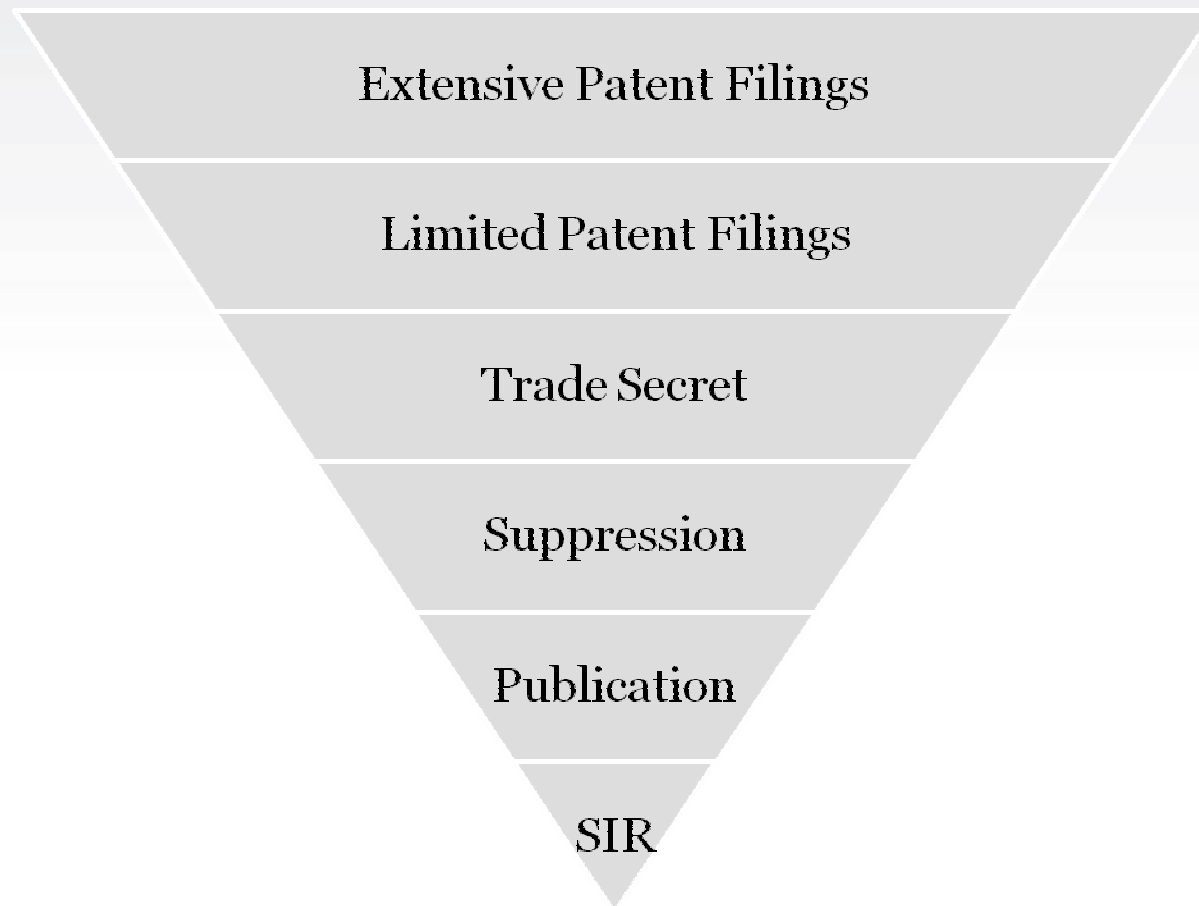 Extensive Patent Filings
Limited Patent Filings
Trade Secret
Suppression
Publication
SIR